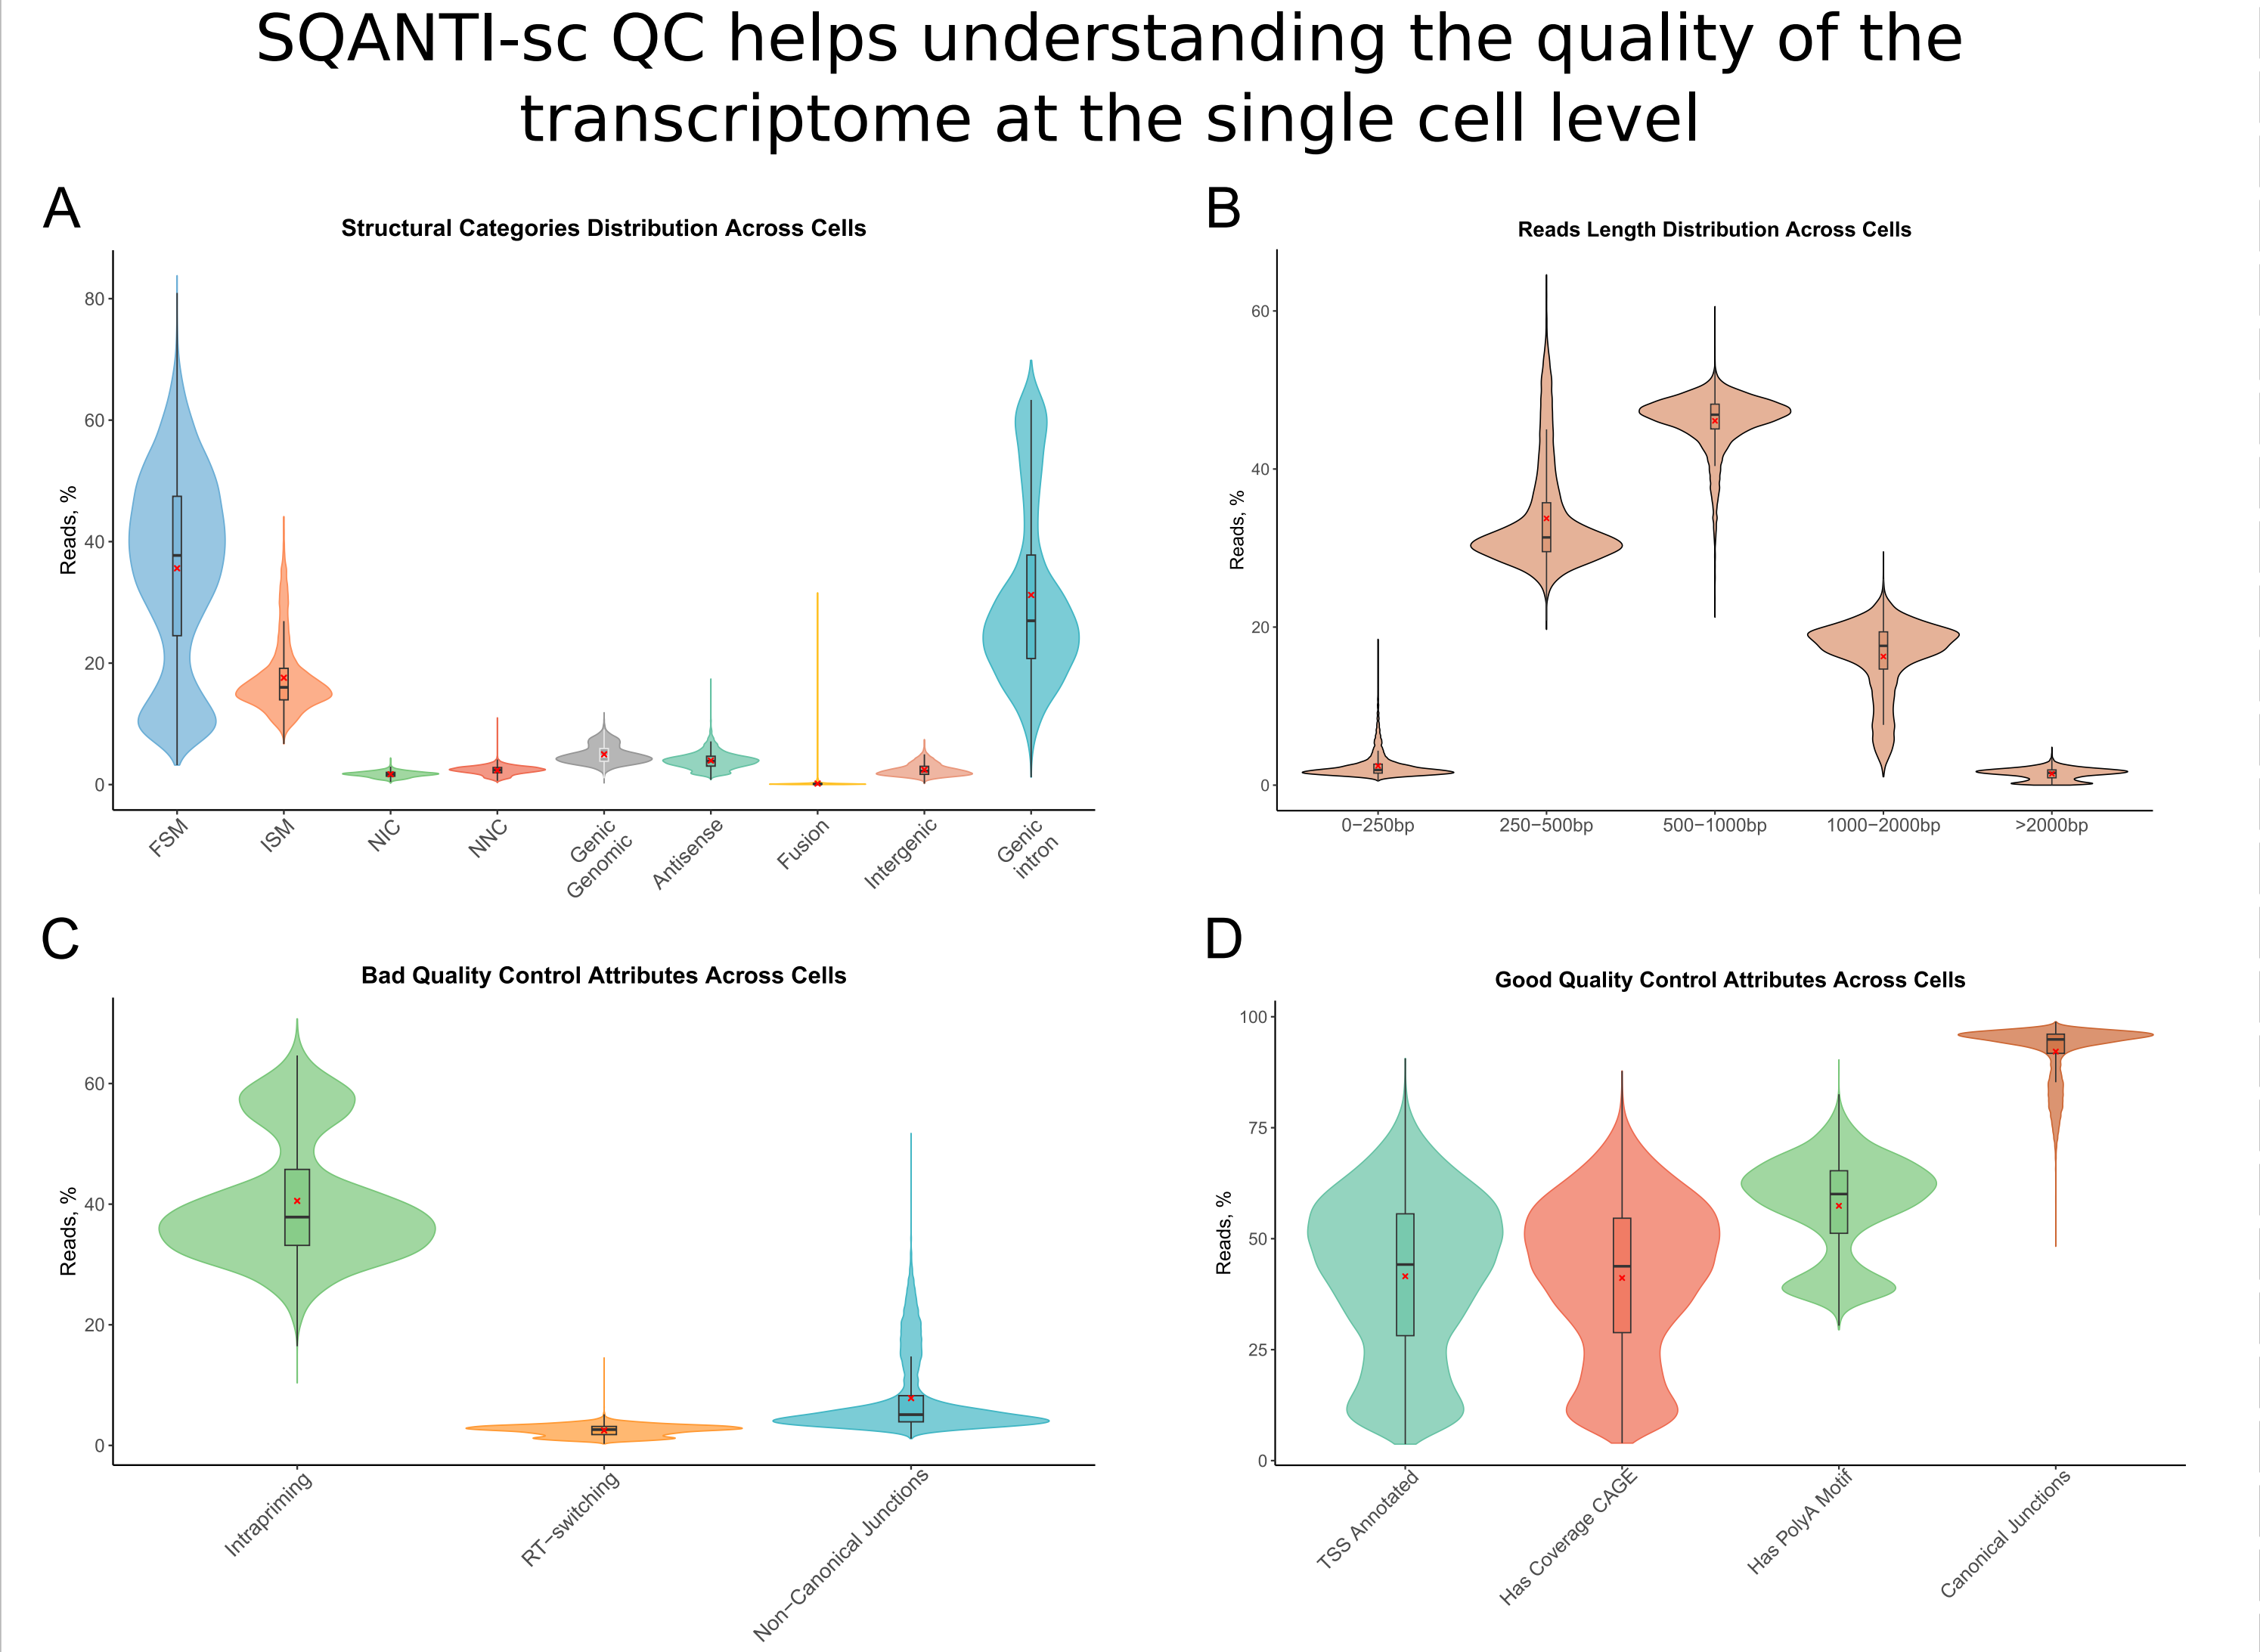 SQANTI-sc QC helps understanding the quality of the
transcriptome at the single cell level
A
Structural Categories Distribution Across Cells
Reads, %
80
60
40
20
0
FSM
ISM
NIC
NNC
Genic
Genomic
Antisense
Fusion
Intergenic
Genic
intron
B
Reads Length Distribution Across Cells
Reads, %
60
40
20
0
0−250bp
250−500bp
500−1000bp
1000−2000bp
>2000bp
C
Bad Quality Control Attributes Across Cells
Reads, %
60
40
20
0
Intrapriming
RT−switching
Non−Canonical Junctions
D
Good Quality Control Attributes Across Cells
Reads, %
100
75
50
25
0
TSS Annotated
Has Coverage CAGE
Has PolyA Motif
Canonical Junctions